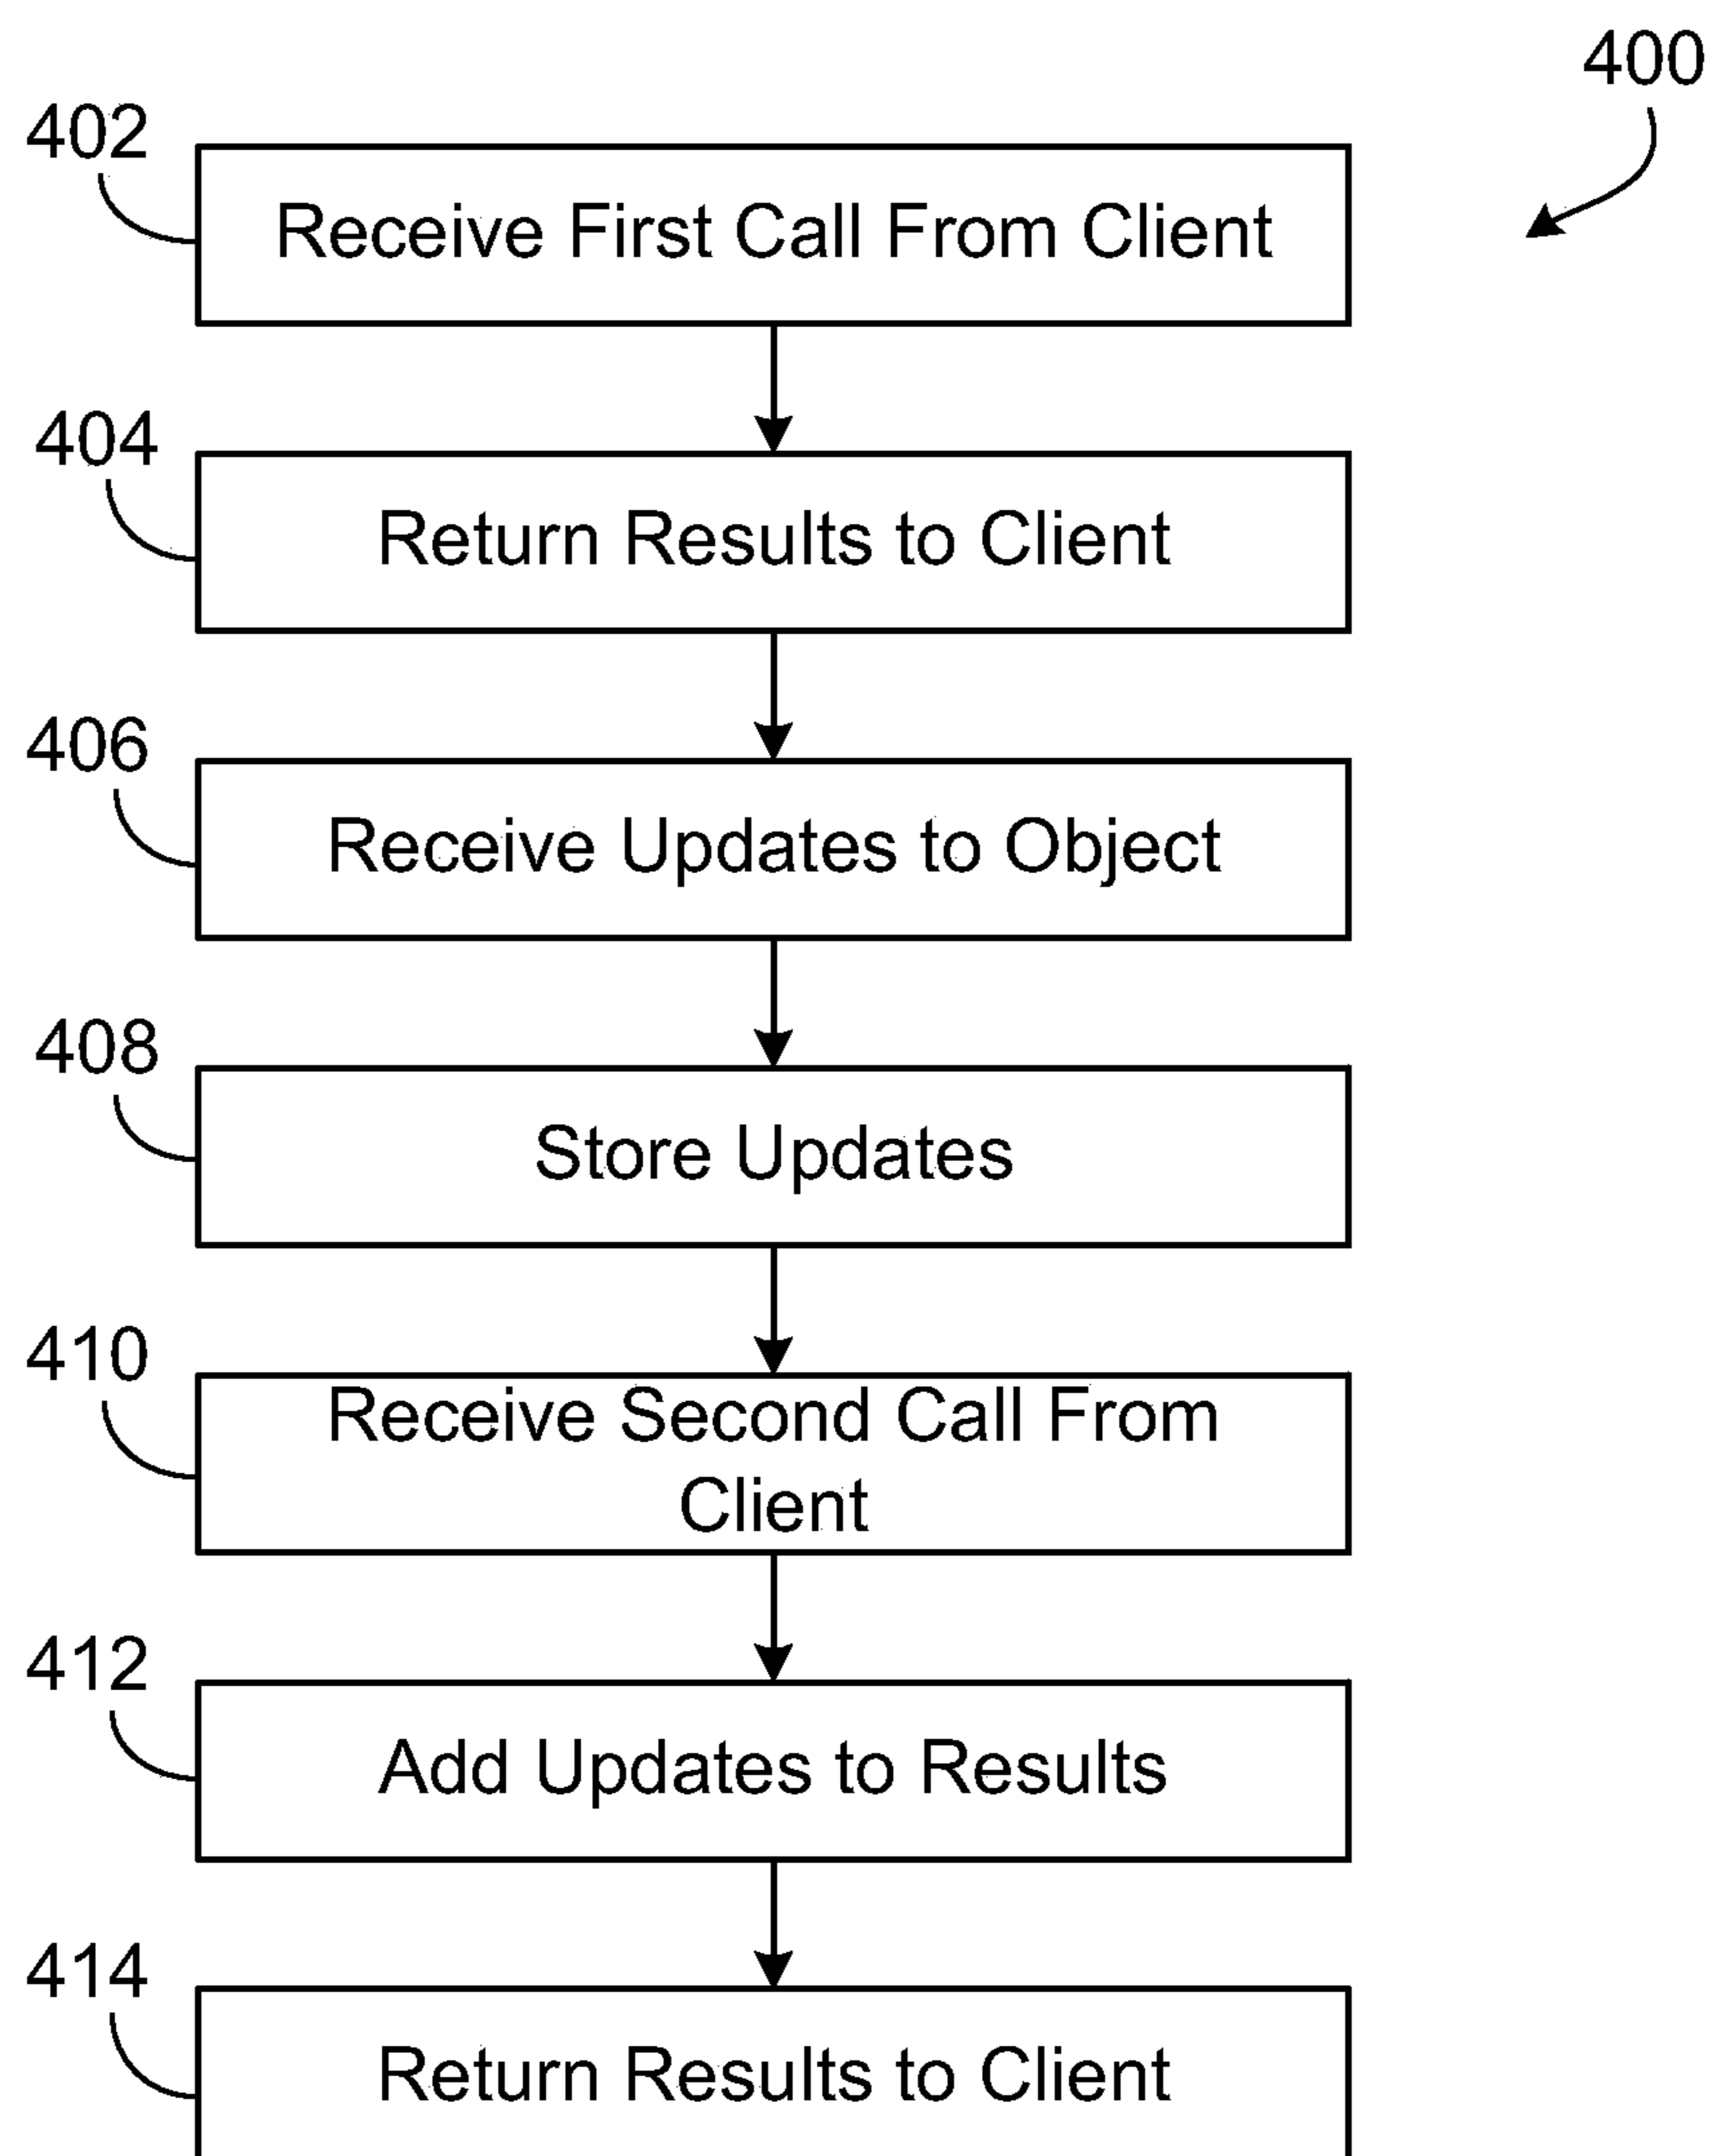 400
402
Receive First Call From Client
404
Return Results to Client
406
Receive Updates to Object
408
Store Updates
410
Receive Second Call From
Client
412
Add Updates to Results
414
Return Results to Client